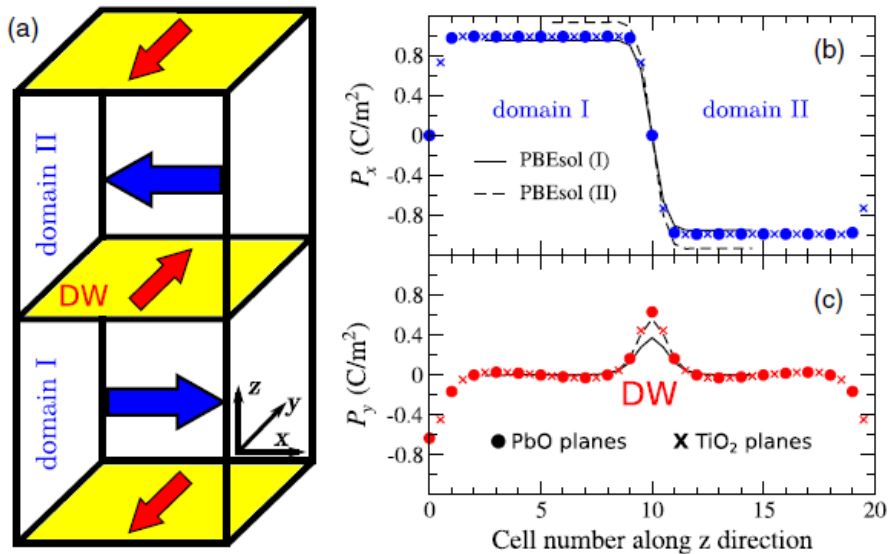 (a)
domain II
DW
domain I
z
y
x
(b)
P_x (C/m²)
0.8
0.4
0
-0.4
-0.8
domain I
domain II
PBEsol (I)
PBEsol (II)
(c)
P_y (C/m²)
0.8
0.4
0
-0.4
-0.8
DW
PbO planes
TiO₂ planes
0 5 10 15 20
Cell number along z direction